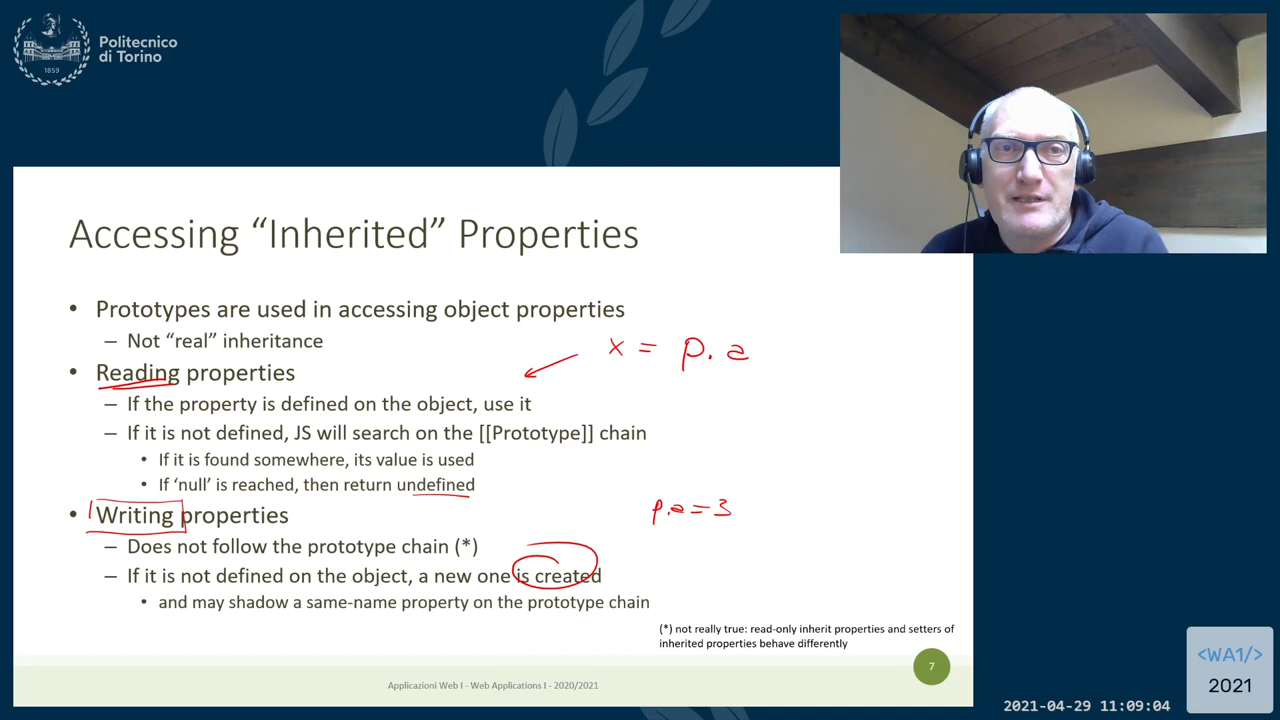 Politecnico
di Torino
1859
Accessing “Inherited” Properties
• Prototypes are used in accessing object properties
– Not “real” inheritance
x = p. a
• Reading properties
– If the property is defined on the object, use it
– If it is not defined, JS will search on the [[Prototype]] chain
• If it is found somewhere, its value is used
• If ‘null’ is reached, then return undefined
• Writing properties
p.a=3
– Does not follow the prototype chain (*)
– If it is not defined on the object, a new one is created
• and may shadow a same-name property on the prototype chain
(*) not really true: read-only inherit properties and setters of
inherited properties behave differently
7
Applicazioni Web I - Web Applications I - 2020/2021
<WA1/>
2021
2021-04-29 11:09:04